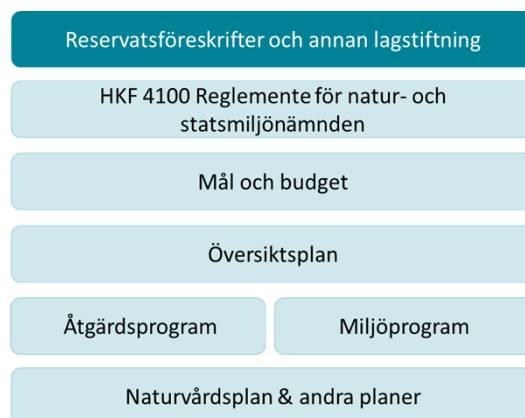 Reservatsföreskrifter och annan lagstiftning
HKF 4100 Reglemente för natur- och
statsmiljönämnden
Mål och budget
Översiktsplan
Åtgärdsprogram
Miljöprogram
Naturvårdsplan & andra planer